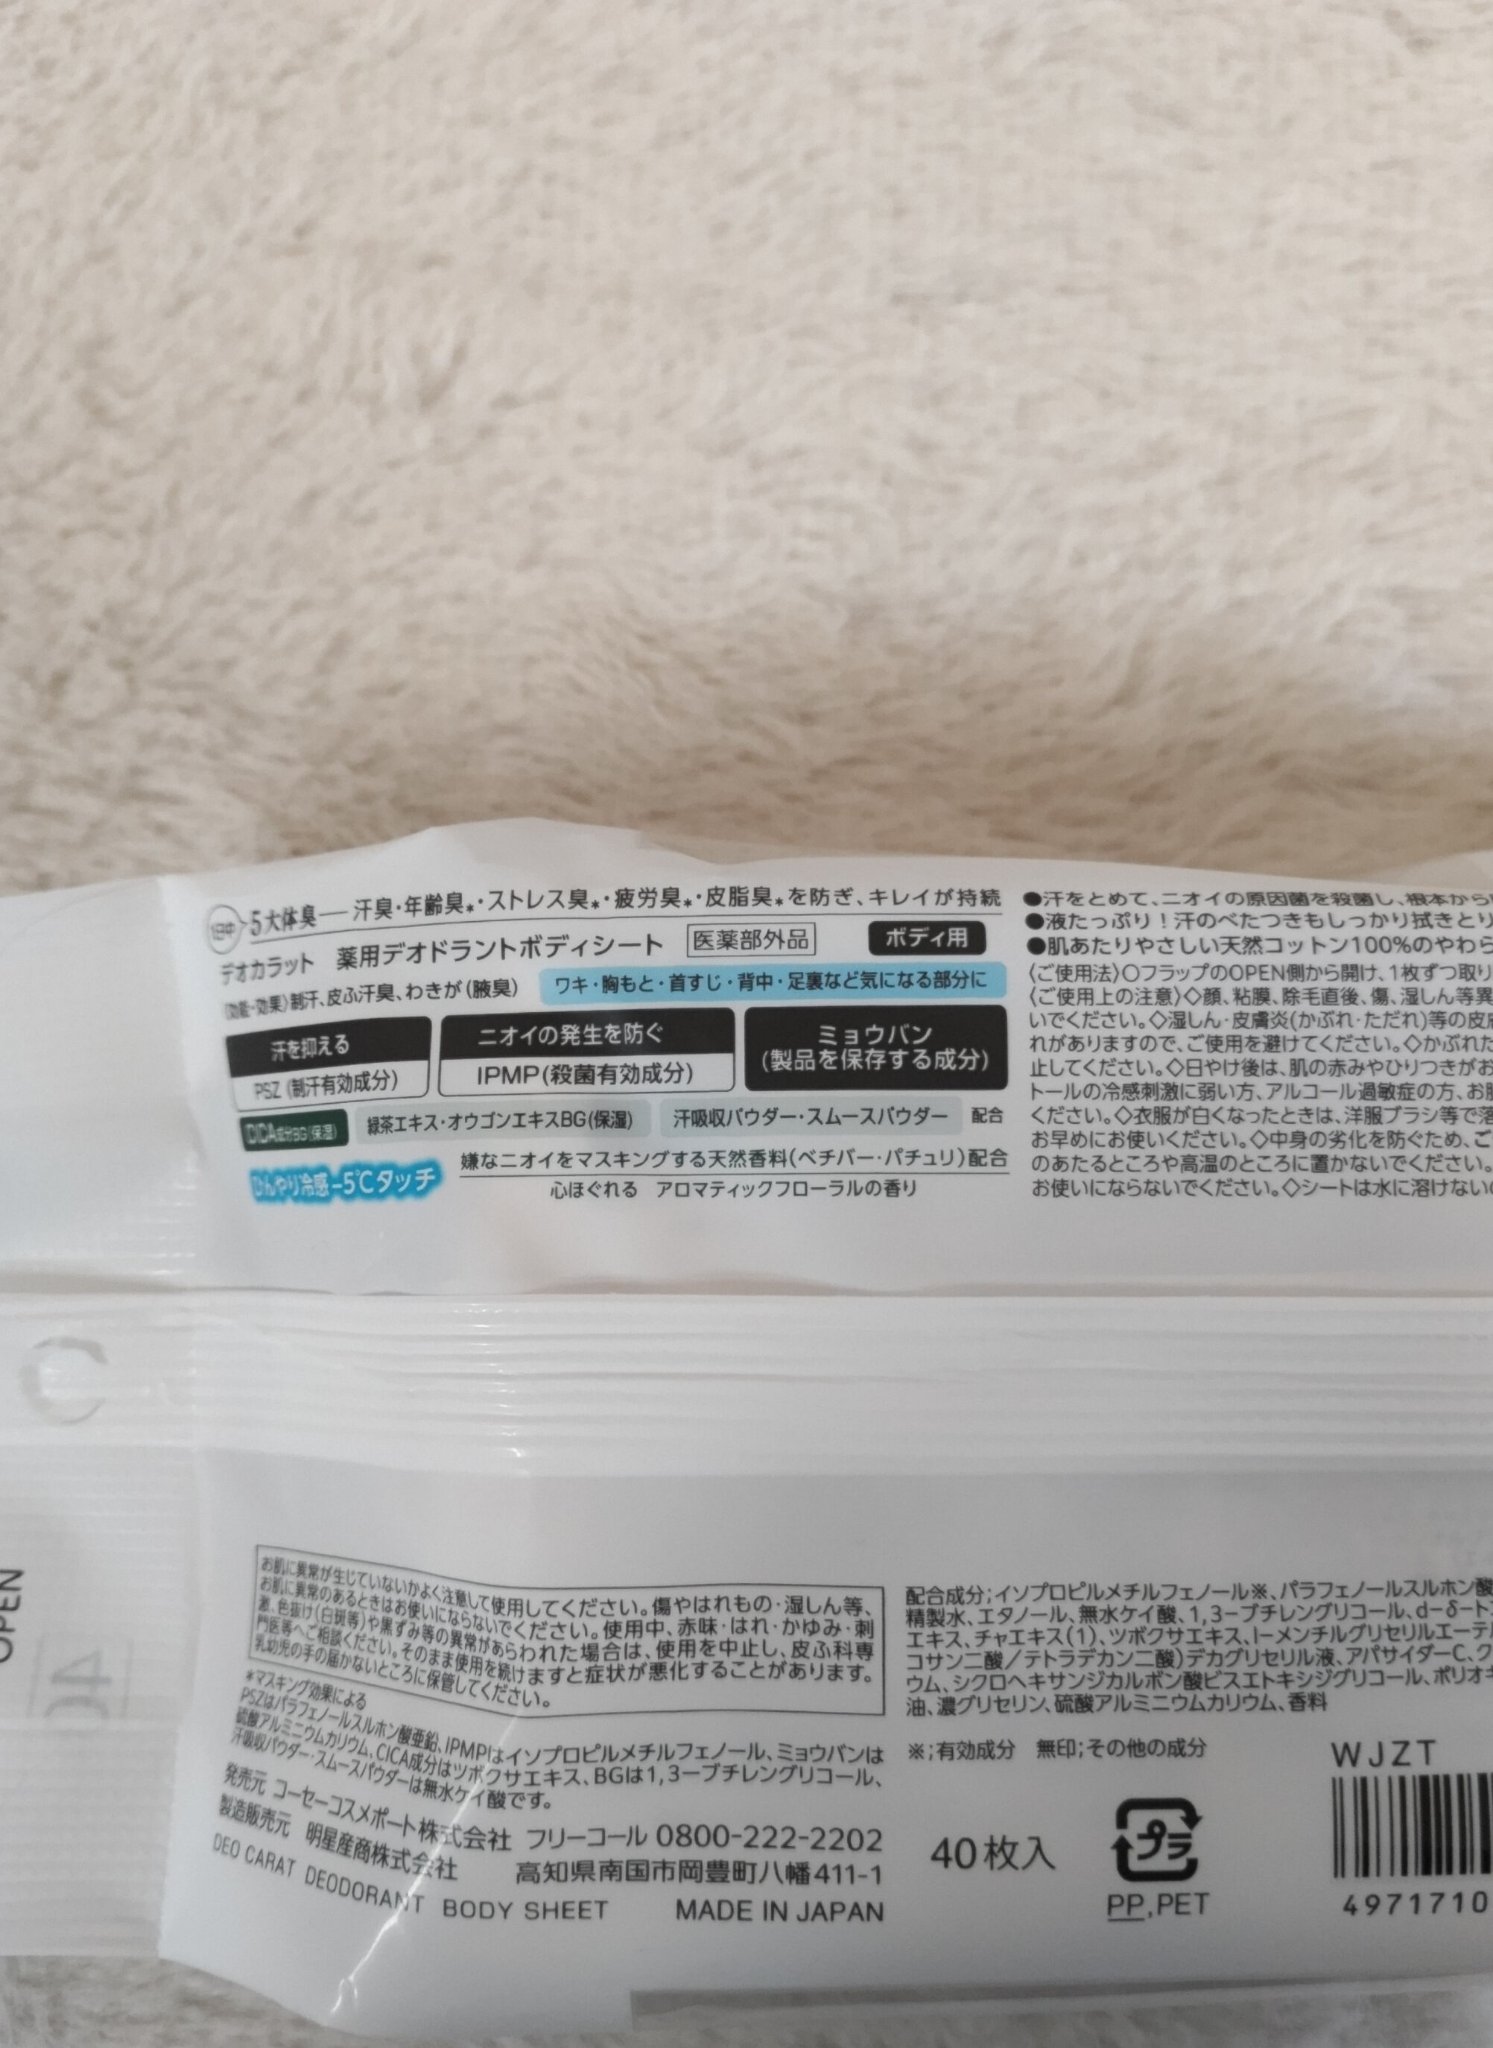 1日中 5大体臭―汗臭・年齢臭*・ストレス臭*・疲労臭*・皮脂臭*を防ぎ、キレイが持続
デオカラット 薬用デオドラントボディシート 医薬部外品 ボディ用
〈効能・効果〉制汗、皮ふ汗臭、わきが(腋臭) ワキ・胸もと・首すじ・背中・足裏など気になる部分に
汗を抑える
PSZ(制汗有効成分)
ニオイの発生を防ぐ
IPMP(殺菌有効成分)
ミョウバン
(製品を保存する成分)
CICA成分BG(保湿) 緑茶エキス・オウゴンエキスBG(保湿) 汗吸収パウダー・スムースパウダー 配合
ひんやり冷感-5℃タッチ 嫌なニオイをマスキングする天然香料(ベチバー・パチュリ)配合
心ほぐれる アロマティックフローラルの香り
●汗をとめて、ニオイの原因菌を殺菌し、根本から
●液たっぷり!汗のべたつきもしっかり拭きとり
●肌あたりやさしい天然コットン100%のやわら
〈ご使用法〉○フラップのOPEN側から開け、1枚ずつ取り
〈ご使用上の注意〉◇顔、粘膜、除毛直後、傷、湿しん等異
いでください。◇湿しん・皮膚炎(かぶれ・ただれ)等の皮
れがありますので、ご使用を避けてください。◇かぶれた
止してください。◇日やけ後は、肌の赤みやひりつきがお
トールの冷感刺激に弱い方、アルコール過敏症の方、お肌
ください。◇衣服が白くなったときは、洋服ブラシ等で落
お早めにお使いください。◇中身の劣化を防ぐため、ご
のあたるところや高温のところに置かないでください。
お使いにならないでください。◇シートは水に溶けない
OPEN
お肌に異常が生じていないかよく注意して使用してください。傷やはれもの・湿しん等、
お肌に異常のあるときはお使いにならないでください。使用中、赤味・はれ・かゆみ・刺
激、色抜け(白斑等)や黒ずみ等の異常があらわれた場合は、使用を中止し、皮ふ科専
門医等へご相談ください。そのまま使用を続けますと症状が悪化することがあります。
乳幼児の手の届かないところに保管してください。
*マスキング効果による
PSZはパラフェノールスルホン酸亜鉛、IPMPはイソプロピルメチルフェノール、ミョウバンは
硫酸アルミニウムカリウム、CICA成分はツボクサエキス、BGは1,3-ブチレングリコール、
汗吸収パウダー・スムースパウダーは無水ケイ酸です。
発売元 コーセーコスメポート株式会社 フリーコール 0800-222-2202
製造販売元 明星産商株式会社 高知県南国市岡豊町八幡411-1
DEO CARAT DEODORANT BODY SHEET MADE IN JAPAN
配合成分;イソプロピルメチルフェノール※、パラフェノールスルホン酸
精製水、エタノール、無水ケイ酸、1,3-ブチレングリコール、d-δ-ト
エキス、チャエキス(1)、ツボクサエキス、l-メンチルグリセリルエーテル
コサン二酸/テトラデカン二酸)デカグリセリル液、アパサイダーC、ク
ウム、シクロヘキサンジカルボン酸ビスエトキシジグリコール、ポリオキ
油、濃グリセリン、硫酸アルミニウムカリウム、香料
※;有効成分 無印;その他の成分
WJZT
40枚入
プラ
PP,PET
4971710